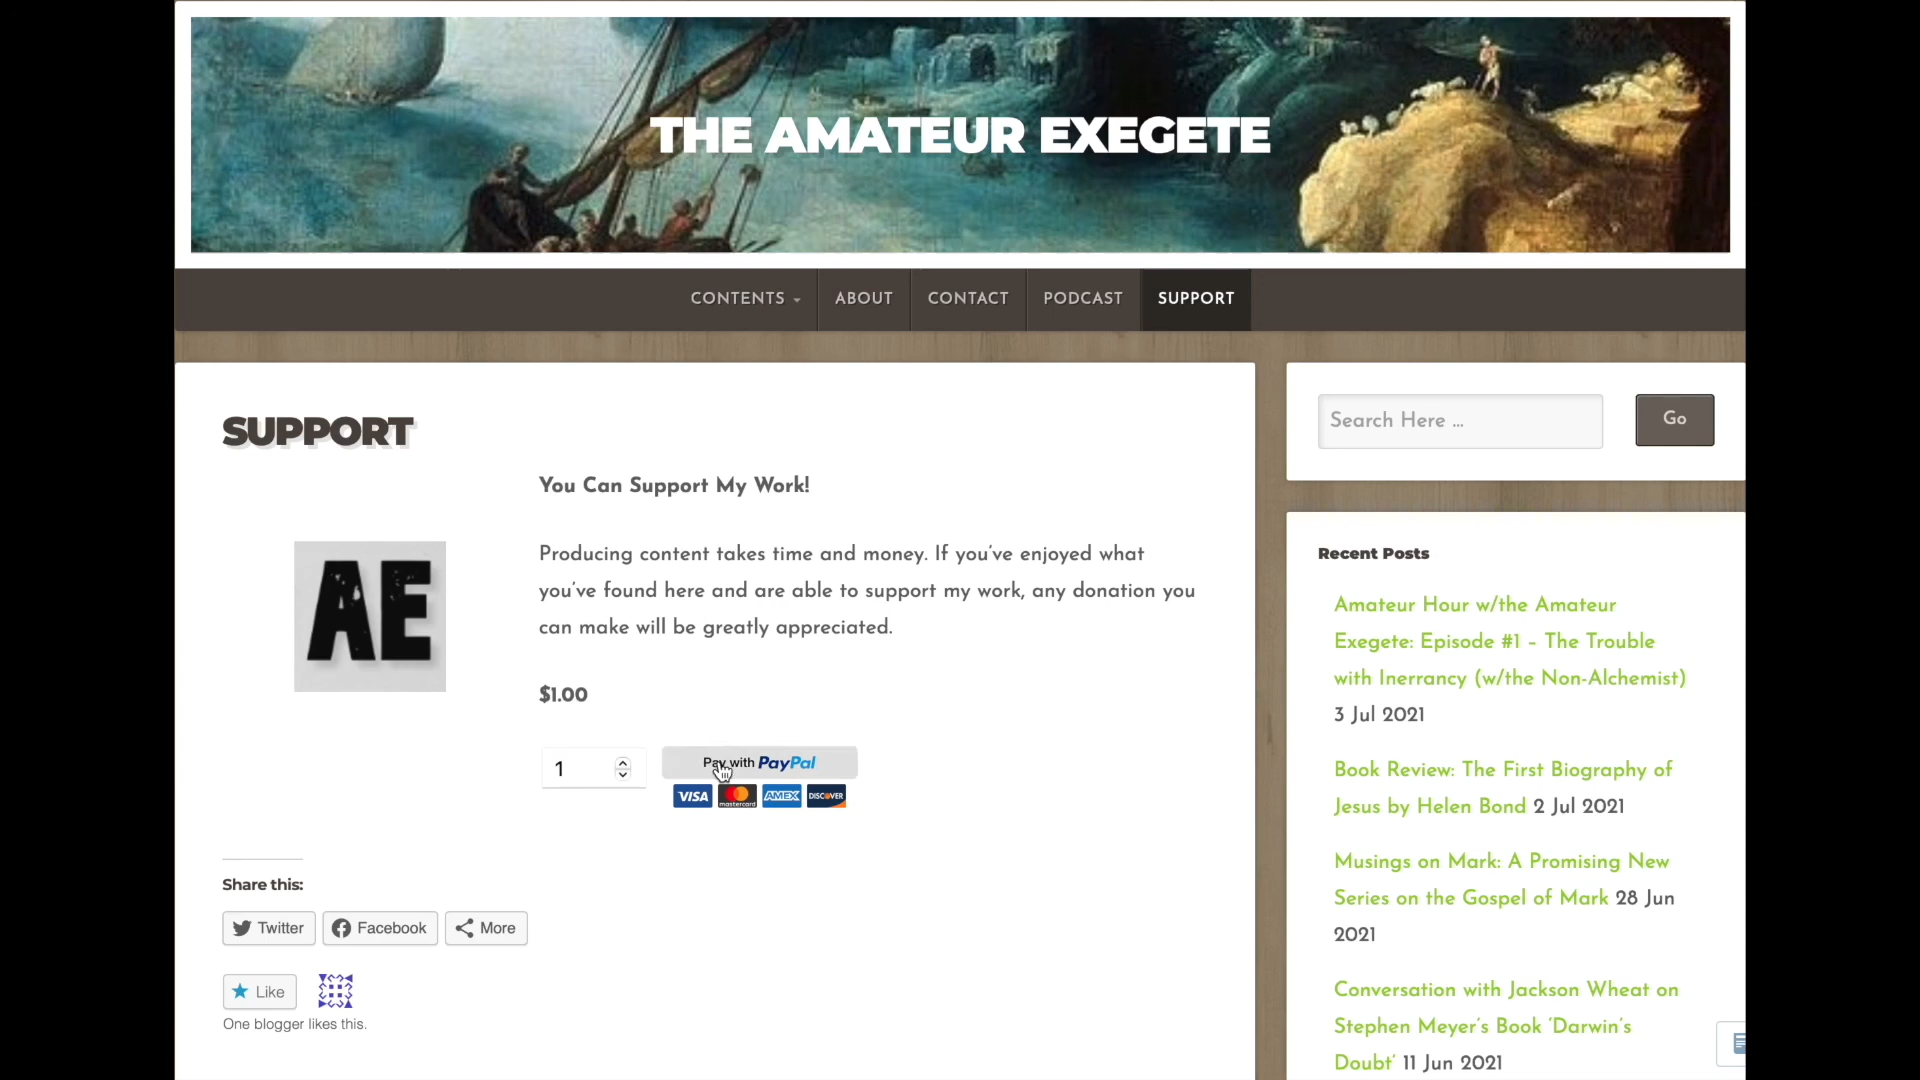 THE AMATEUR EXEGETE
CONTENTS
ABOUT
CONTACT
PODCAST
SUPPORT
SUPPORT
You Can Support My Work!
AE
Producing content takes time and money. If you've enjoyed what
you've found here and are able to support my work, any donation you
can make will be greatly appreciated.
$1.00
1
Pay with PayPal
VISA
mastercard
AMEX
DISCOVER
Share this:
Twitter
Facebook
More
Like
One blogger likes this.
Search Here ...
Go
Recent Posts
Amateur Hour w/the Amateur
Exegete: Episode #1 – The Trouble
with Inerrancy (w/the Non-Alchemist)
3 Jul 2021
Book Review: The First Biography of
Jesus by Helen Bond 2 Jul 2021
Musings on Mark: A Promising New
Series on the Gospel of Mark 28 Jun
2021
Conversation with Jackson Wheat on
Stephen Meyer's Book 'Darwin's
Doubt' 11 Jun 2021